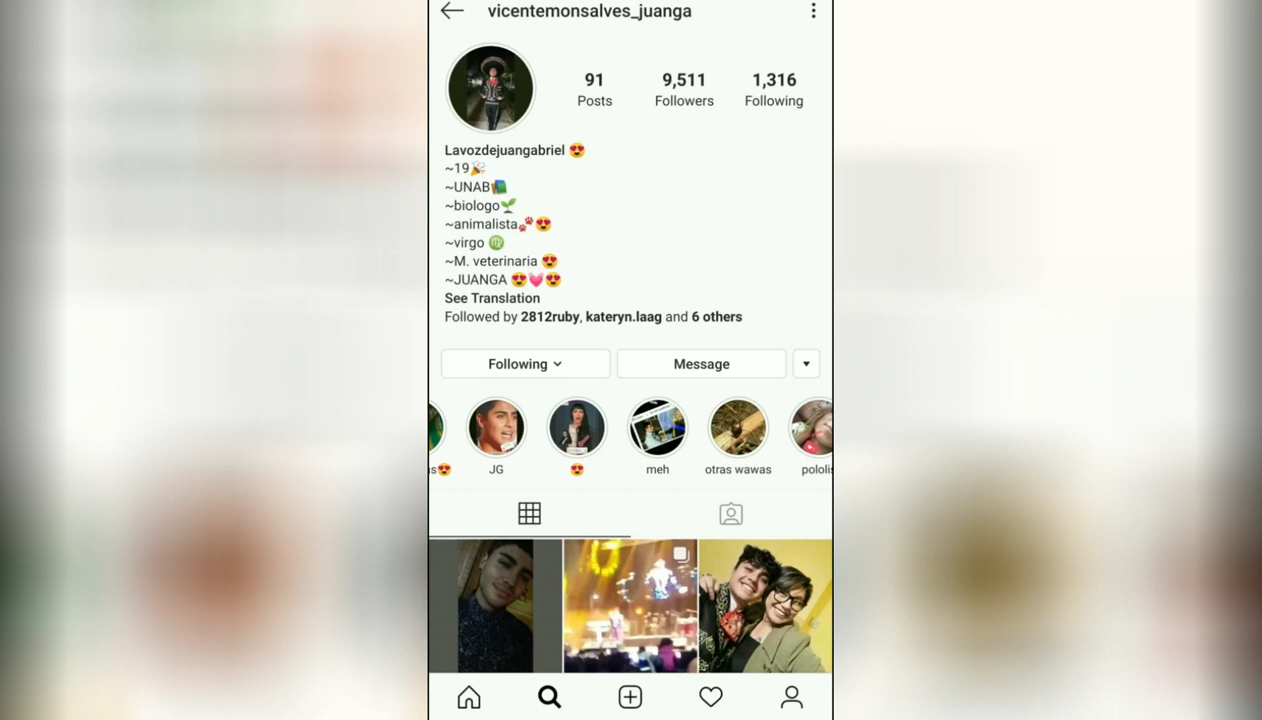 vicentemonsalves_juanga
91 9,511 1,316
Posts Followers Following
Lavozdejuangabriel 😍
~19🎉
~UNAB📚
~biologo🌱
~animalista🐾😍
~virgo ♍
~M. veterinaria 😍
~JUANGA 😍💓😍
See Translation
Followed by 2812ruby, kateryn.laag and 6 others
Following Message
s😍 JG 😍 meh otras wawas polol